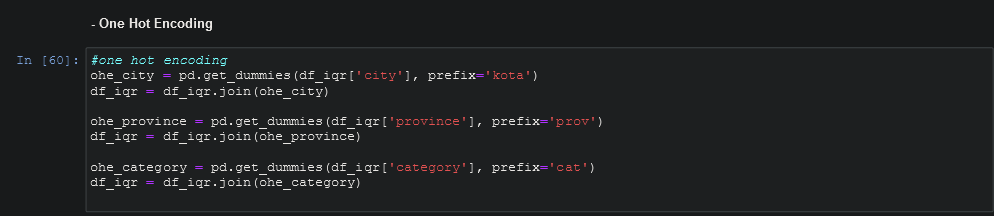 - One Hot Encoding
In [60]: #one hot encoding
ohe_city = pd.get_dummies(df_iqr['city'], prefix='kota')
df_iqr = df_iqr.join(ohe_city)
ohe_province = pd.get_dummies(df_iqr['province'], prefix='prov')
df_iqr = df_iqr.join(ohe_province)
ohe_category = pd.get_dummies(df_iqr['category'], prefix='cat')
df_iqr = df_iqr.join(ohe_category)